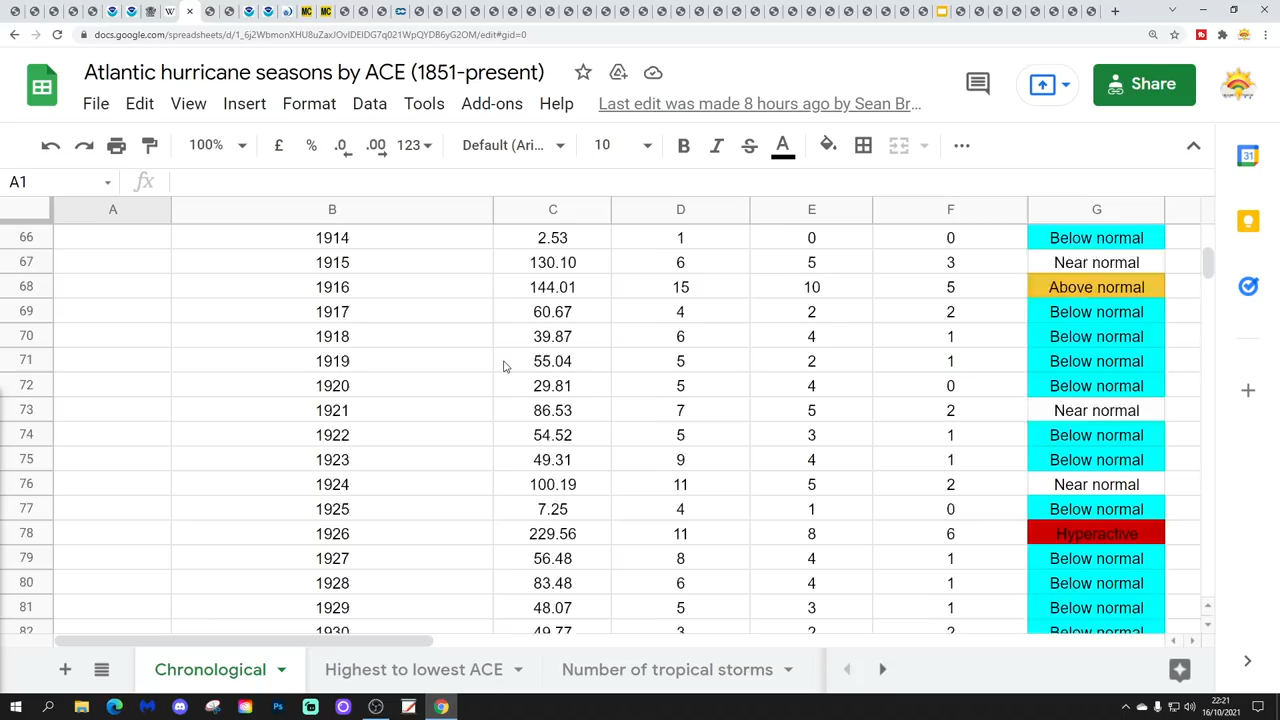 W
MC
MC
docs.google.com/spreadsheets/d/1_6j2WbmonXHU8uZaxJOvIDEIDG7q021WpQYDB6yG2OM/edit#gid=0
Atlantic hurricane seasons by ACE (1851-present)
Share
File Edit View Insert Format Data Tools Add-ons Help Last edit was made 8 hours ago by Sean Br...
100% £ % .0 .00 123 Default (Ari... 10 B I S A
31
A1 fx
A B C D E F G
66 1914 2.53 1 0 0 Below normal
67 1915 130.10 6 5 3 Near normal
68 1916 144.01 15 10 5 Above normal
69 1917 60.67 4 2 2 Below normal
70 1918 39.87 6 4 1 Below normal
71 1919 55.04 5 2 1 Below normal
72 1920 29.81 5 4 0 Below normal
73 1921 86.53 7 5 2 Near normal
74 1922 54.52 5 3 1 Below normal
75 1923 49.31 9 4 1 Below normal
76 1924 100.19 11 5 2 Near normal
77 1925 7.25 4 1 0 Below normal
78 1926 229.56 11 8 6 Hyperactive
79 1927 56.48 8 4 1 Below normal
80 1928 83.48 6 4 1 Below normal
81 1929 48.07 5 3 1 Below normal
82 1930 49.77 3 2 2 Below normal
Chronological Highest to lowest ACE Number of tropical storms
Ps
22:21
16/10/2021